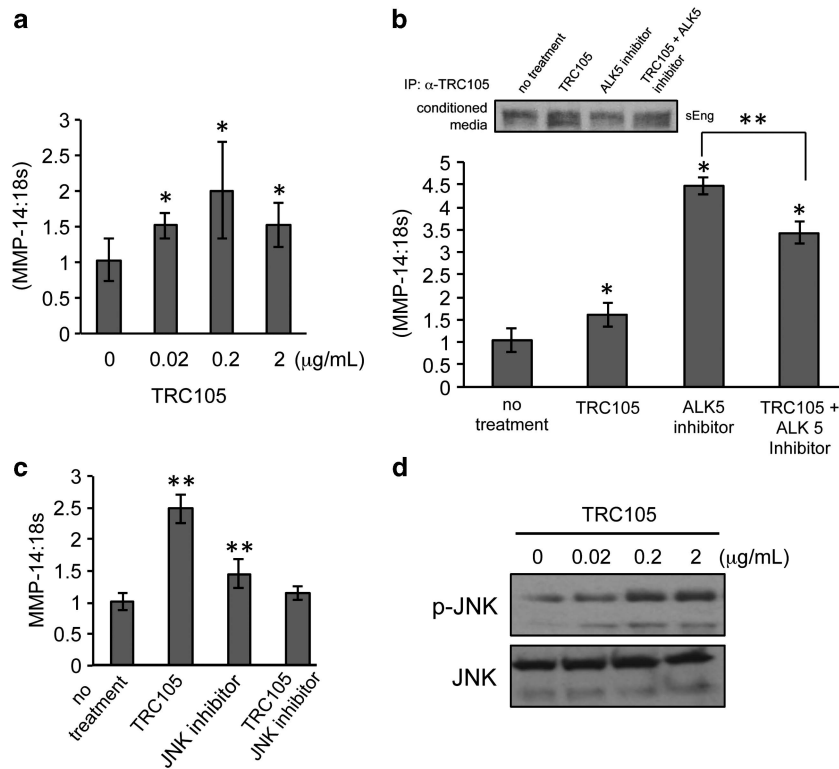 a
(MMP-14:18s)
3
2.5
2
1.5
1
0.5
0
*
*
*
0 0.02 0.2 2 (μg/mL)
TRC105
b
no treatment
TRC105
ALK5 inhibitor
TRC105 + ALK5
inhibitor
IP: α-TRC105
conditioned
media
sEng
(MMP-14:18s)
5
4.5
4
3.5
3
2.5
2
1.5
1
0.5
0
*
*
**
*
no
treatment
TRC105
ALK5
inhibitor
TRC105 +
ALK 5
Inhibitor
c
MMP-14:18s
3
2.5
2
1.5
1
0.5
0
**
**
no
treatment
TRC105
JNK inhibitor
TRC105
JNK inhibitor
d
TRC105
0 0.02 0.2 2 (μg/mL)
p-JNK
JNK